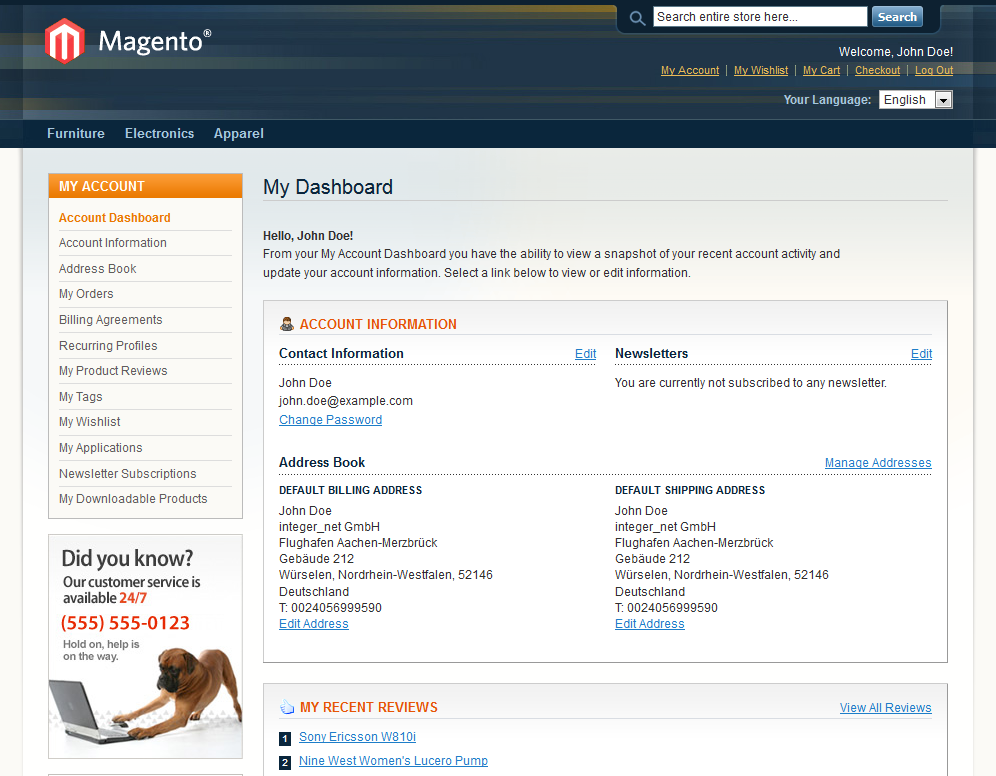 Magento®
Search entire store here...
Search
Welcome, John Doe!
My Account | My Wishlist | My Cart | Checkout | Log Out
Your Language: English
Furniture Electronics Apparel
MY ACCOUNT
Account Dashboard
Account Information
Address Book
My Orders
Billing Agreements
Recurring Profiles
My Product Reviews
My Tags
My Wishlist
My Applications
Newsletter Subscriptions
My Downloadable Products
Did you know?
Our customer service is
available 24/7
(555) 555-0123
Hold on, help is
on the way.
My Dashboard
Hello, John Doe!
From your My Account Dashboard you have the ability to view a snapshot of your recent account activity and
update your account information. Select a link below to view or edit information.
ACCOUNT INFORMATION
Contact Information Edit
John Doe
john.doe@example.com
Change Password
Newsletters Edit
You are currently not subscribed to any newsletter.
Address Book Manage Addresses
DEFAULT BILLING ADDRESS
John Doe
integer_net GmbH
Flughafen Aachen-Merzbrück
Gebäude 212
Würselen, Nordrhein-Westfalen, 52146
Deutschland
T: 0024056999590
Edit Address
DEFAULT SHIPPING ADDRESS
John Doe
integer_net GmbH
Flughafen Aachen-Merzbrück
Gebäude 212
Würselen, Nordrhein-Westfalen, 52146
Deutschland
T: 0024056999590
Edit Address
MY RECENT REVIEWS View All Reviews
1 Sony Ericsson W810i
2 Nine West Women's Lucero Pump